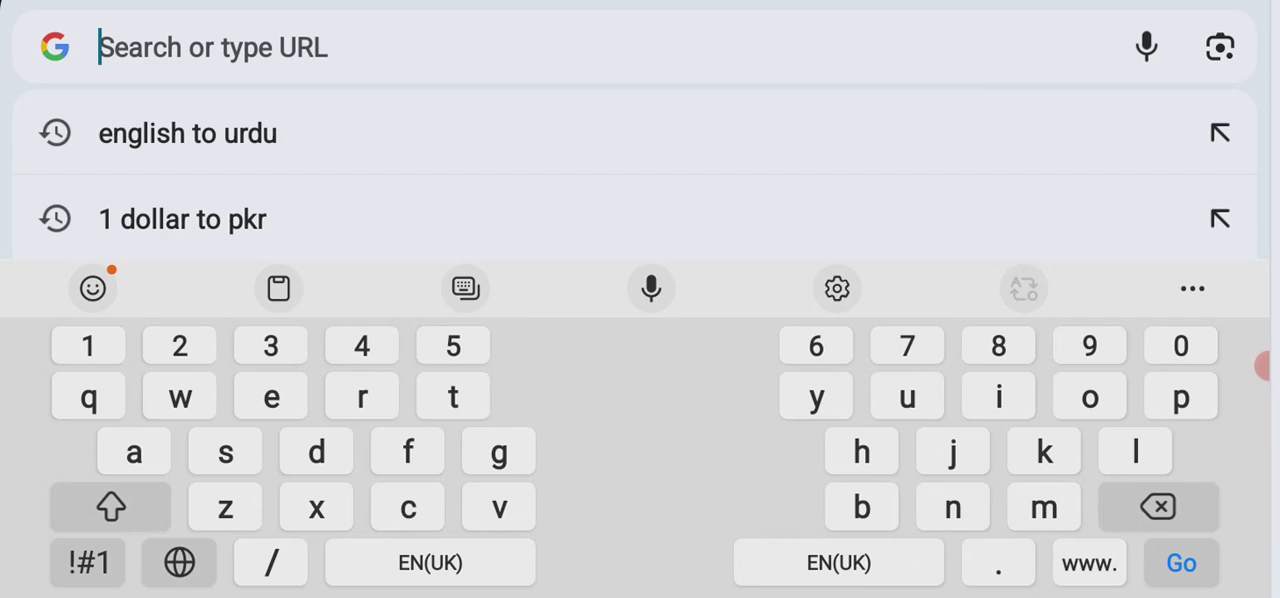 Search or type URL
english to urdu
1 dollar to pkr
1 2 3 4 5 6 7 8 9 0
q w e r t y u i o p
a s d f g h j k l
z x c v b n m
!#1 / EN(UK) EN(UK) . www. Go